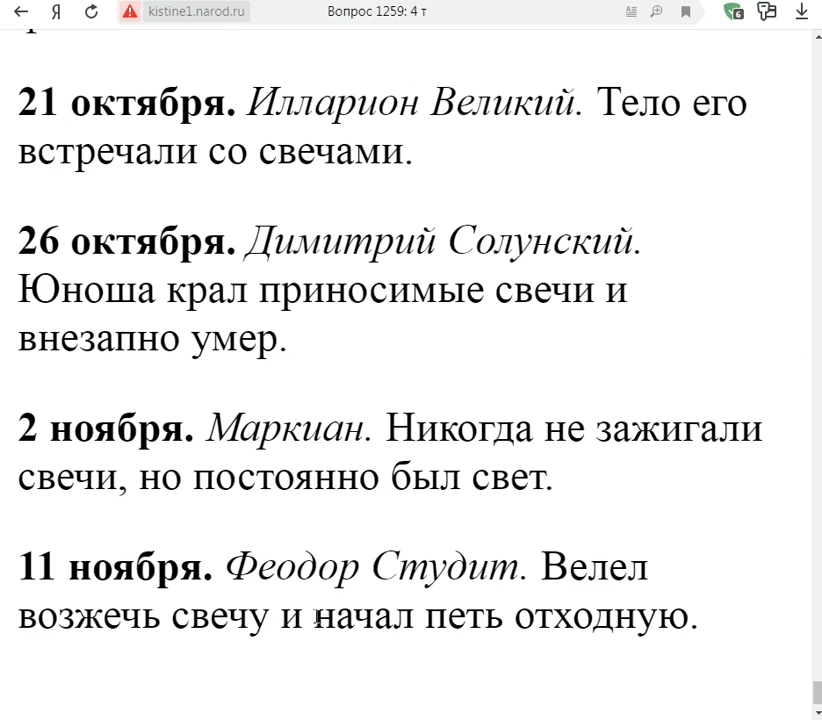 Я kistine1.narod.ru Вопрос 1259: 4 т 6
21 октября. Илларион Великий. Тело его
встречали со свечами.
26 октября. Димитрий Солунский.
Юноша крал приносимые свечи и
внезапно умер.
2 ноября. Маркиан. Никогда не зажигали
свечи, но постоянно был свет.
11 ноября. Феодор Студит. Велел
возжечь свечу и начал петь отходную.